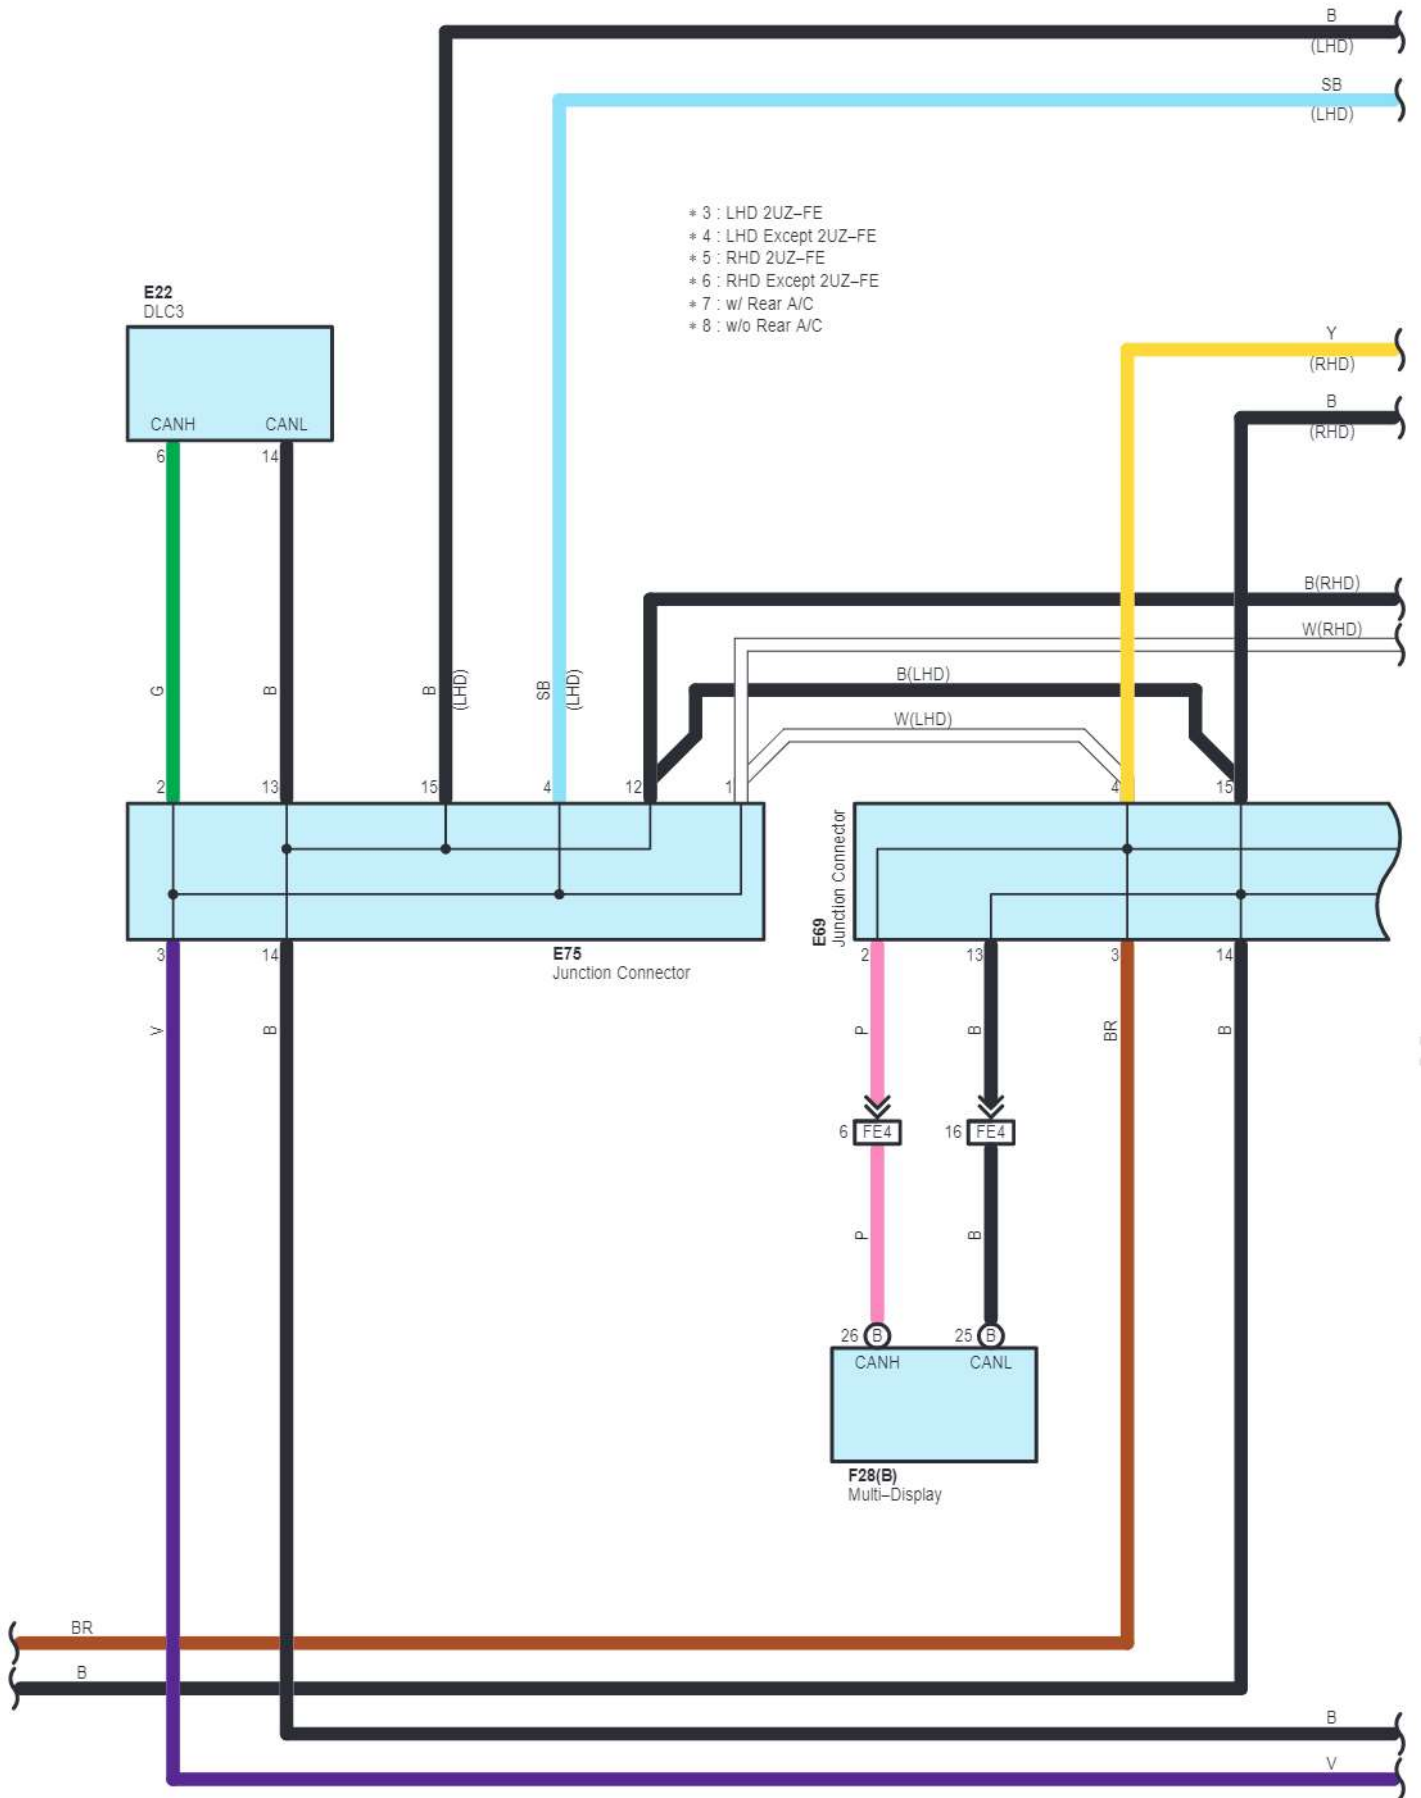 B
(LHD)
SB
(LHD)
* 3 : LHD 2UZ–FE
* 4 : LHD Except 2UZ–FE
* 5 : RHD 2UZ–FE
* 6 : RHD Except 2UZ–FE
* 7 : w/ Rear A/C
* 8 : w/o Rear A/C
E22
DLC3
CANH CANL
6 14
Y
(RHD)
B
(RHD)
B(RHD)
W(RHD)
B(LHD)
W(LHD)
G
B
B
(LHD)
SB
(LHD)
2 13 15 4 12 1 4 15
E69
Junction Connector
3 14
E75
Junction Connector
2 13 3 14
V
B
P
B
BR
B
6 FE4 16 FE4
P
B
26 B 25 B
CANH CANL
F28(B)
Multi–Display
BR
B
B
V